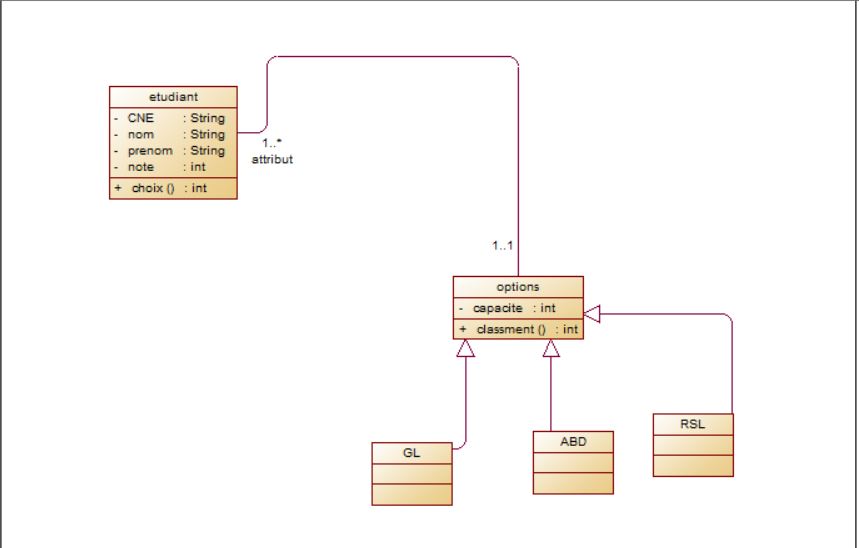 etudiant
- CNE : String
- nom : String
- prenom : String
- note : int
+ choix () : int
1..*
attribut
1..1
options
- capacite : int
+ classment () : int
GL
ABD
RSL